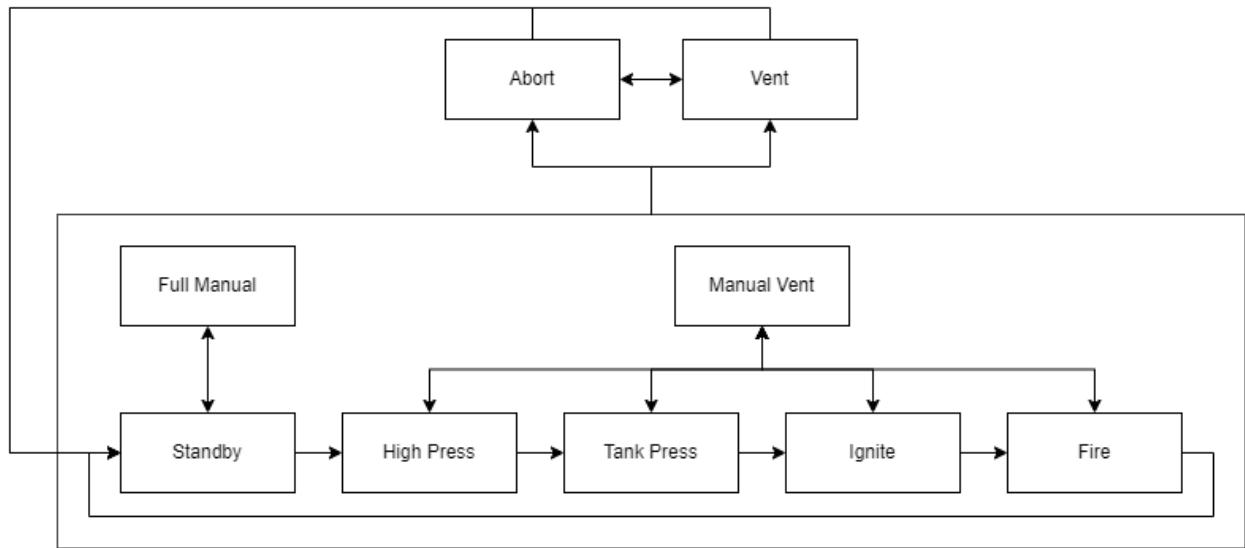 Abort
Vent
Full Manual
Manual Vent
Standby
High Press
Tank Press
Ignite
Fire